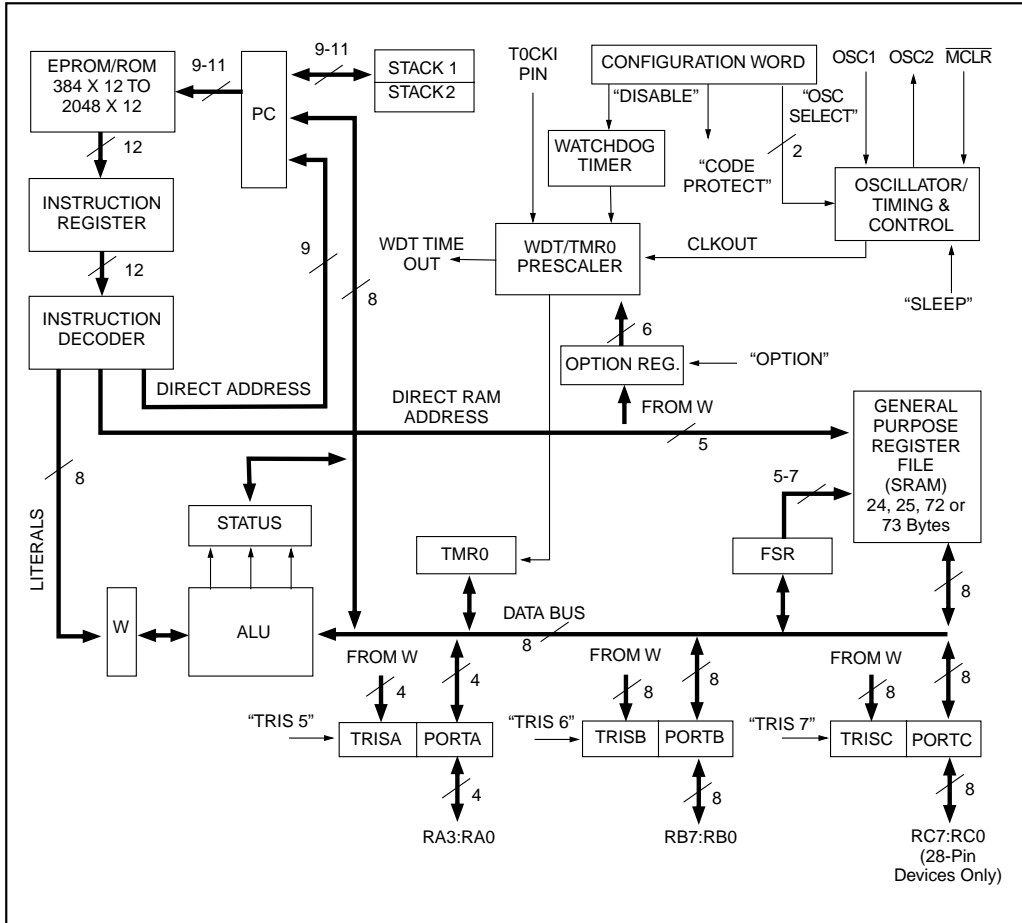 EPROM/ROM
384 X 12 TO
2048 X 12
9-11
PC
9-11
STACK 1
STACK 2
T0CKI
PIN
CONFIGURATION WORD
OSC1
OSC2
MCLR
“DISABLE”
“OSC
SELECT”
WATCHDOG
TIMER
“CODE
PROTECT”
2
OSCILLATOR/
TIMING &
CONTROL
12
INSTRUCTION
REGISTER
12
INSTRUCTION
DECODER
9
8
WDT TIME
OUT
WDT/TMR0
PRESCALER
CLKOUT
“SLEEP”
6
OPTION REG.
“OPTION”
FROM W
DIRECT ADDRESS
DIRECT RAM
ADDRESS
5
GENERAL
PURPOSE
REGISTER
FILE
(SRAM)
24, 25, 72 or
73 Bytes
8
LITERALS
5-7
STATUS
TMR0
FSR
8
W
ALU
DATA BUS
8
FROM W
4
4
FROM W
8
8
FROM W
8
8
“TRIS 5”
TRISA
PORTA
“TRIS 6”
TRISB
PORTB
“TRIS 7”
TRISC
PORTC
4
8
8
RA3:RA0
RB7:RB0
RC7:RC0
(28-Pin
Devices Only)